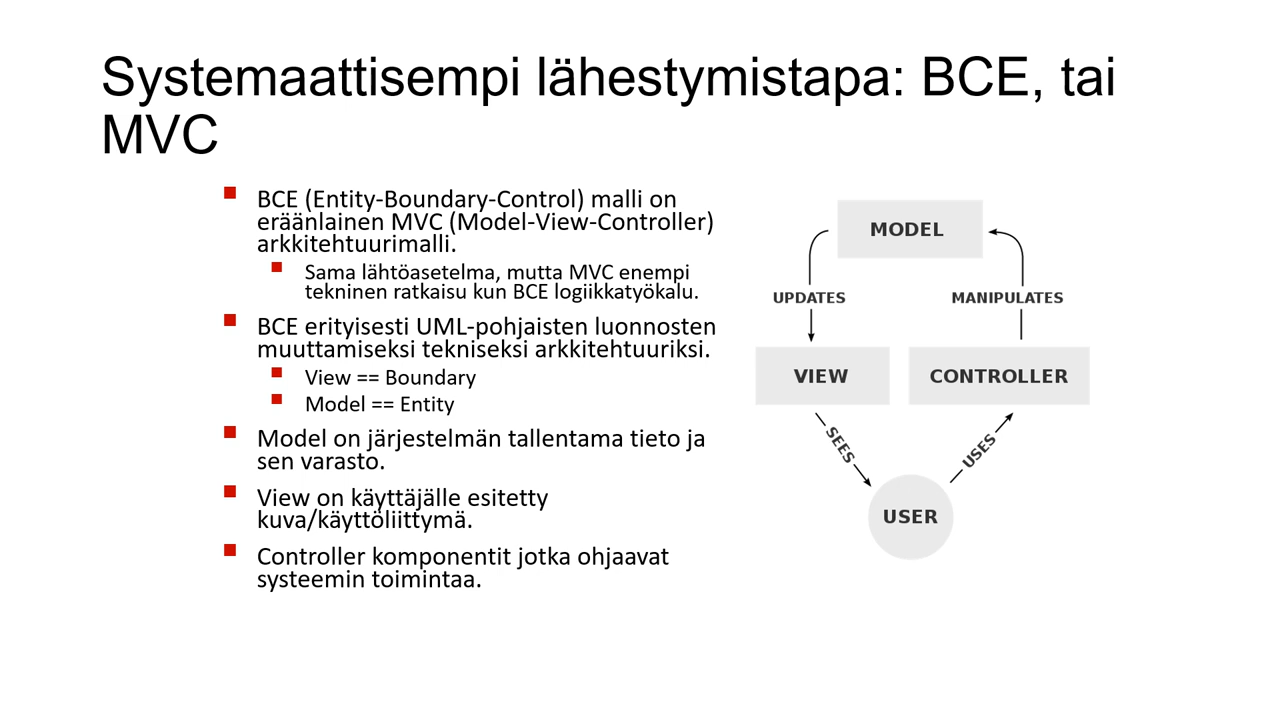 Systemaattisempi lähestymistapa: BCE, tai
MVC
BCE (Entity-Boundary-Control) malli on
eräänlainen MVC (Model-View-Controller)
arkkitehtuurimalli.
Sama lähtöasetelma, mutta MVC enempi
tekninen ratkaisu kun BCE logiikkatyökalu.
BCE erityisesti UML-pohjaisten luonnosten
muuttamiseksi tekniseksi arkkitehtuuriksi.
View == Boundary
Model == Entity
Model on järjestelmän tallentama tieto ja
sen varasto.
View on käyttäjälle esitetty
kuva/käyttöliittymä.
Controller komponentit jotka ohjaavat
systeemin toimintaa.
MODEL
UPDATES
MANIPULATES
VIEW
CONTROLLER
SEES
USES
USER